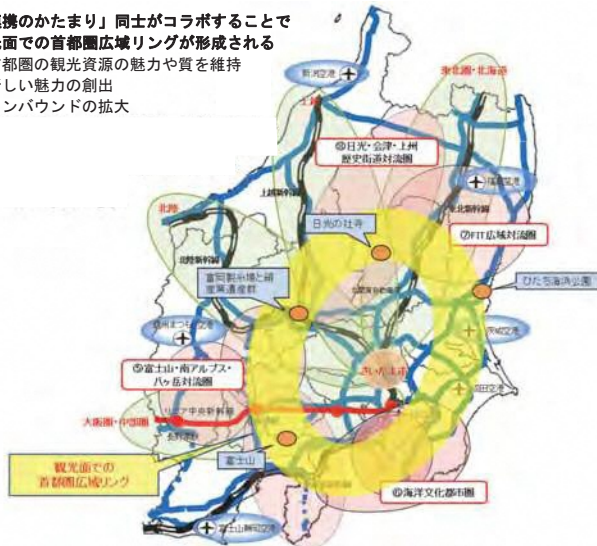 携のかたまり」同士がコラボすることで
面での首都圏広域リングが形成される
都圏の観光資源の魅力や質を維持
しい魅力の創出
ンバウンドの拡大
新潟空港
東北圏・北海道
上越
⑩日光・会津・上州
歴史街道対流圏
福島空港
上越新幹線
東北新幹線
北陸
日光の社寺
⑦FIT広域対流圏
北陸新幹線
富岡製糸場と絹
産業遺産群
ひたち海浜公園
信州まつもと空港
茨城空港
さいたま市
⑤富士山・南アルプス・
八ヶ岳対流圏
成田空港
リニア中央新幹線
大阪圏・中部圏
観光面での
首都圏広域リング
富士山
海洋文化都市圏
富士山静岡空港